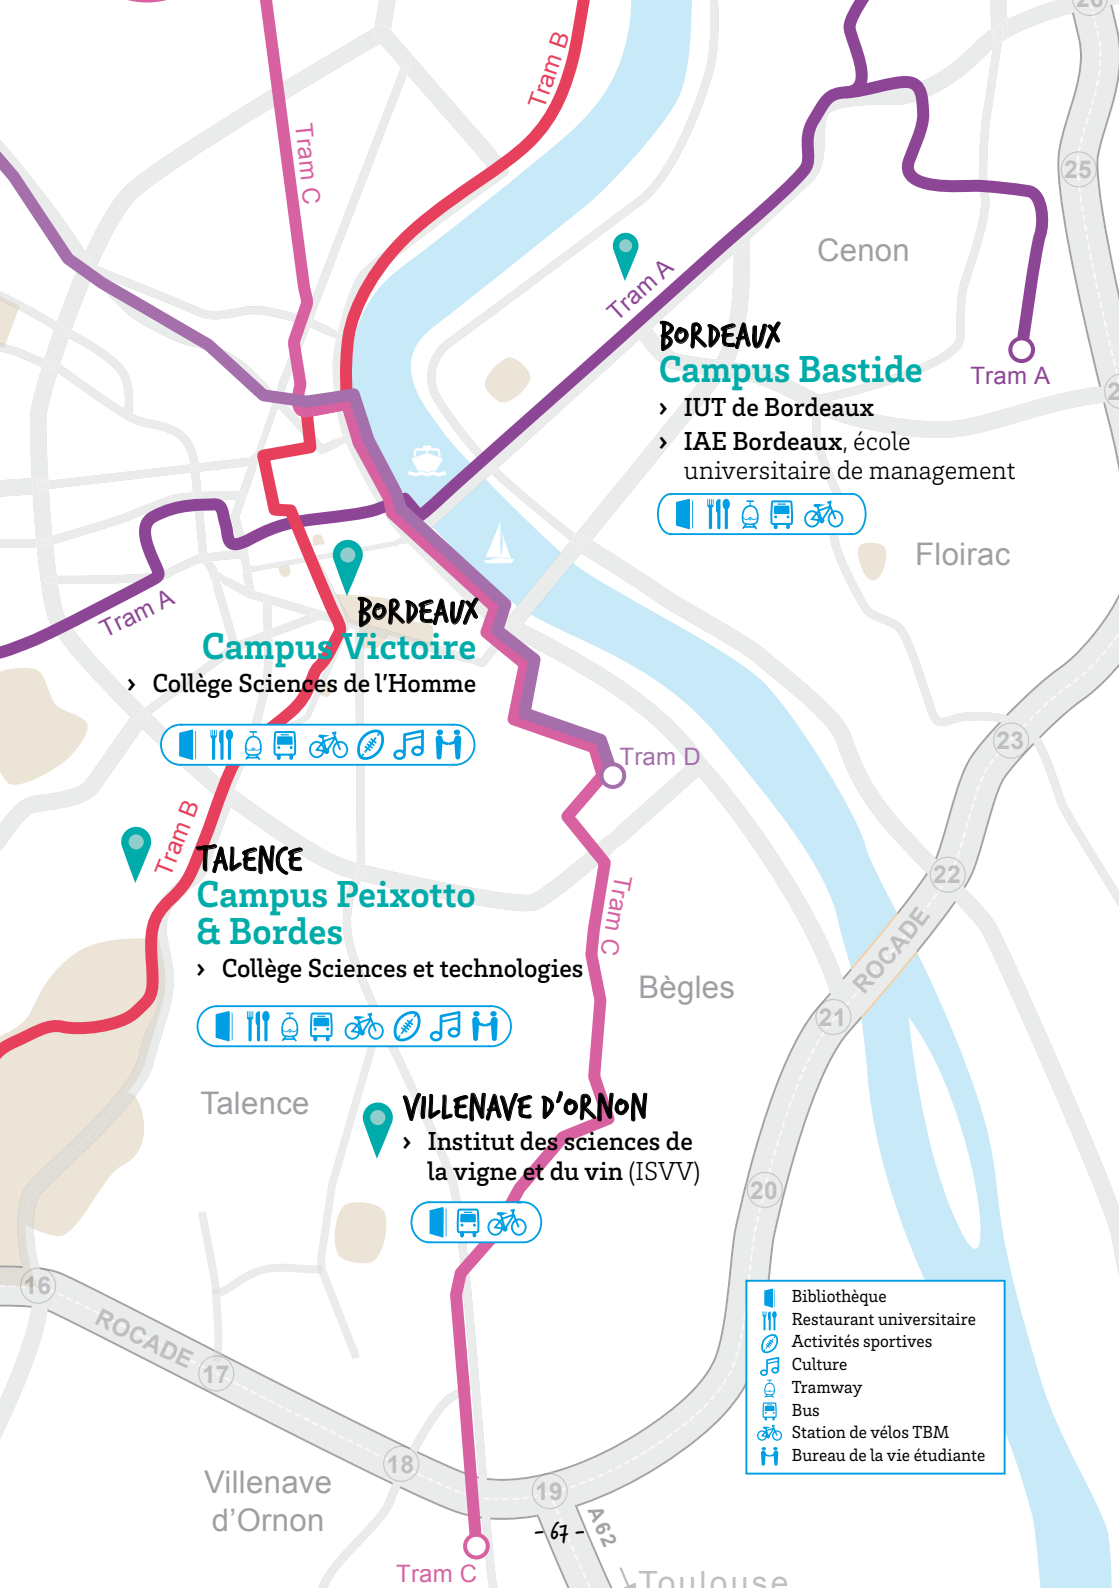 26
Tram B
Tram C
25
Cenon
Tram A
BORDEAUX
Campus Bastide
Tram A
› IUT de Bordeaux
› IAE Bordeaux, école
universitaire de management
Floirac
Tram A
BORDEAUX
Campus Victoire
› Collège Sciences de l'Homme
23
Tram D
Tram B
TALENCE
Campus Peixotto
& Bordes
› Collège Sciences et technologies
22
Tram C
ROCADE
Bègles
21
Talence
VILLENAVE D'ORNON
› Institut des sciences de
la vigne et du vin (ISVV)
20
16
ROCADE
17
Bibliothèque
Restaurant universitaire
Activités sportives
Culture
Tramway
Bus
Station de vélos TBM
Bureau de la vie étudiante
18
Villenave
d'Ornon
19
A62
- 67 -
Tram C
Toulouse